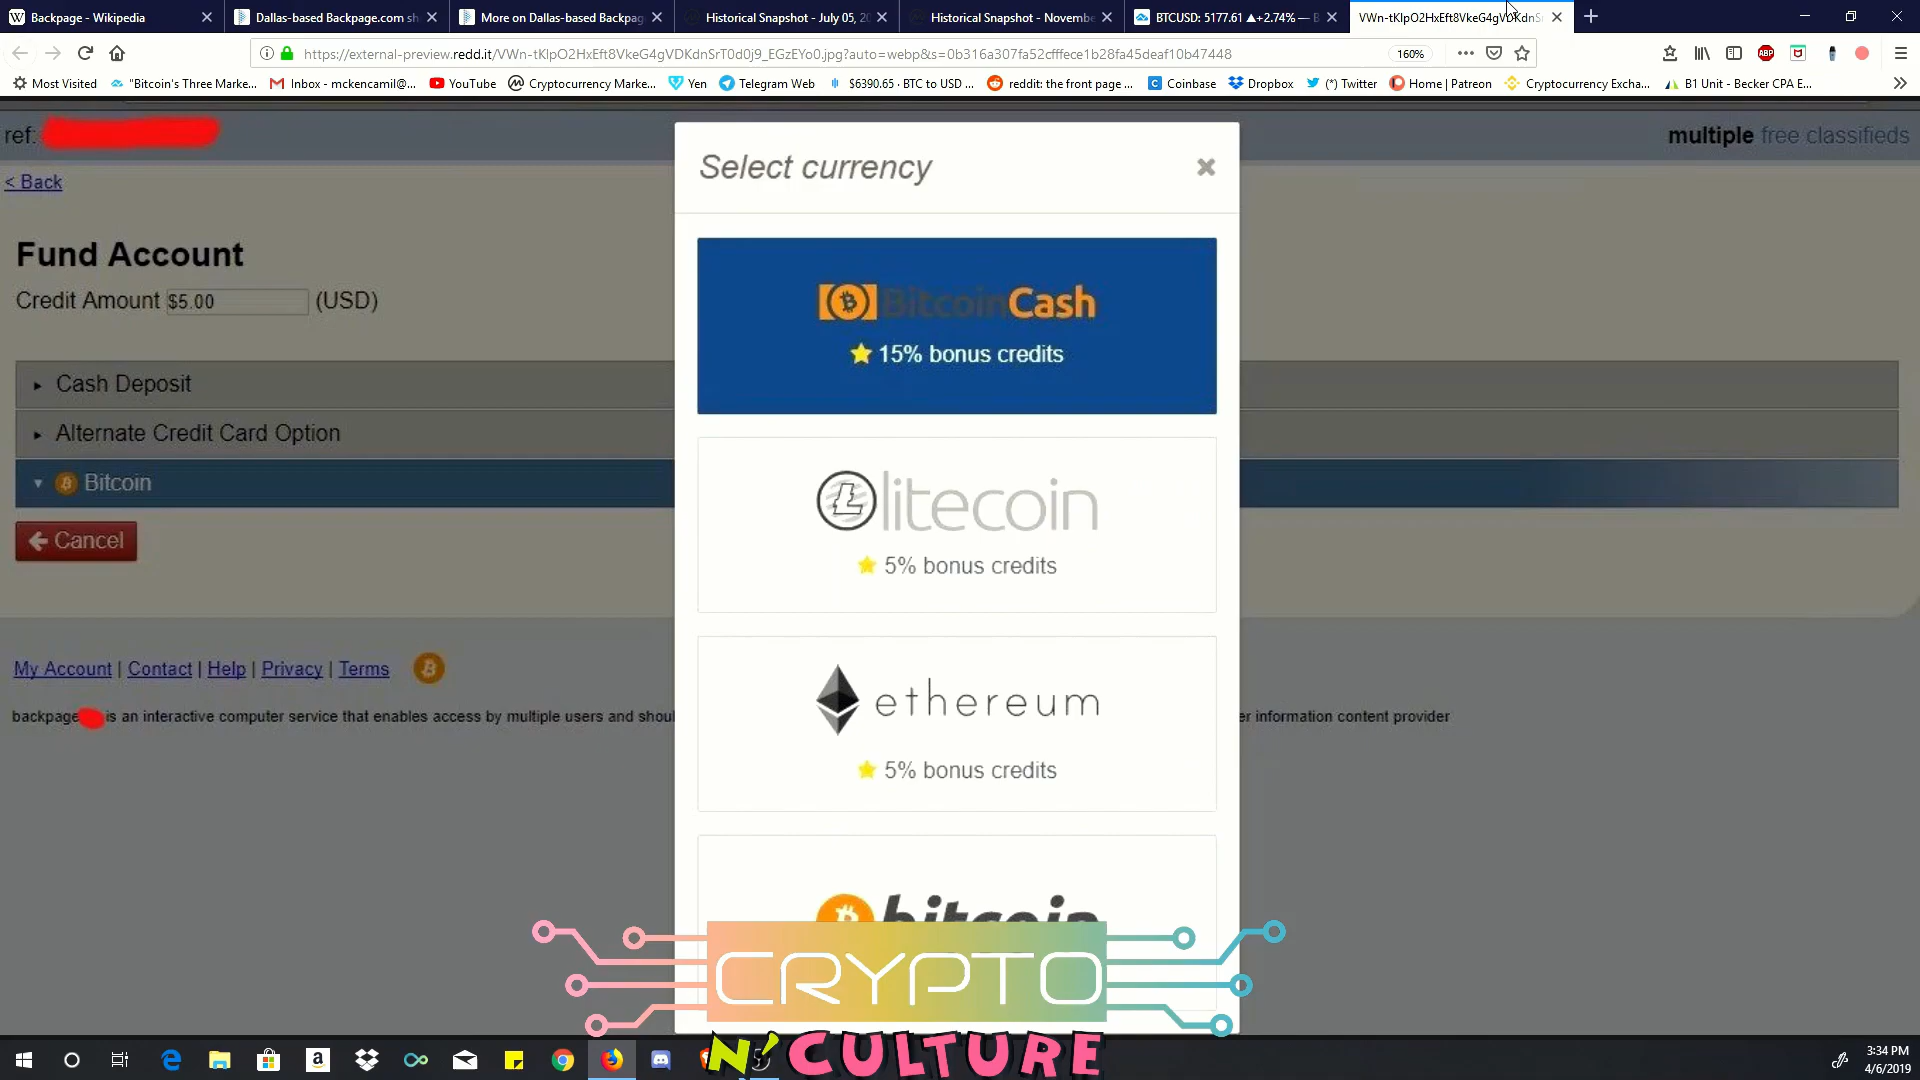 Backpage - Wikipedia
Dallas-based Backpage.com sh
More on Dallas-based Backpag
Historical Snapshot - July 05, 20
Historical Snapshot - Novembe
BTCUSD: 5177.61 ▲+2.74% — B
VWn-tKlpO2HxEft8VkeG4gVDKdnS
https://external-preview.redd.it/VWn-tKlpO2HxEft8VkeG4gVDKdnSrT0d0j9_EGzEYo0.jpg?auto=webp&s=0b316a307fa52cfffece1b28fa45deaf10b47448
160%
Most Visited
"Bitcoin's Three Marke...
Inbox - mckencamil@...
YouTube
Cryptocurrency Marke...
Yen
Telegram Web
$6390.65 · BTC to USD ...
reddit: the front page ...
Coinbase
Dropbox
(*) Twitter
Home | Patreon
Cryptocurrency Excha...
B1 Unit - Becker CPA E...
ref:
multiple free classifieds
< Back
Select currency
Fund Account
Credit Amount $5.00 (USD)
BitcoinCash
15% bonus credits
Cash Deposit
Alternate Credit Card Option
Bitcoin
Cancel
litecoin
5% bonus credits
ethereum
5% bonus credits
My Account | Contact | Help | Privacy | Terms
backpage is an interactive computer service that enables access by multiple users and shou
er information content provider
bitcoin
CRYPTO
N'CULTURE
3:34 PM
4/6/2019